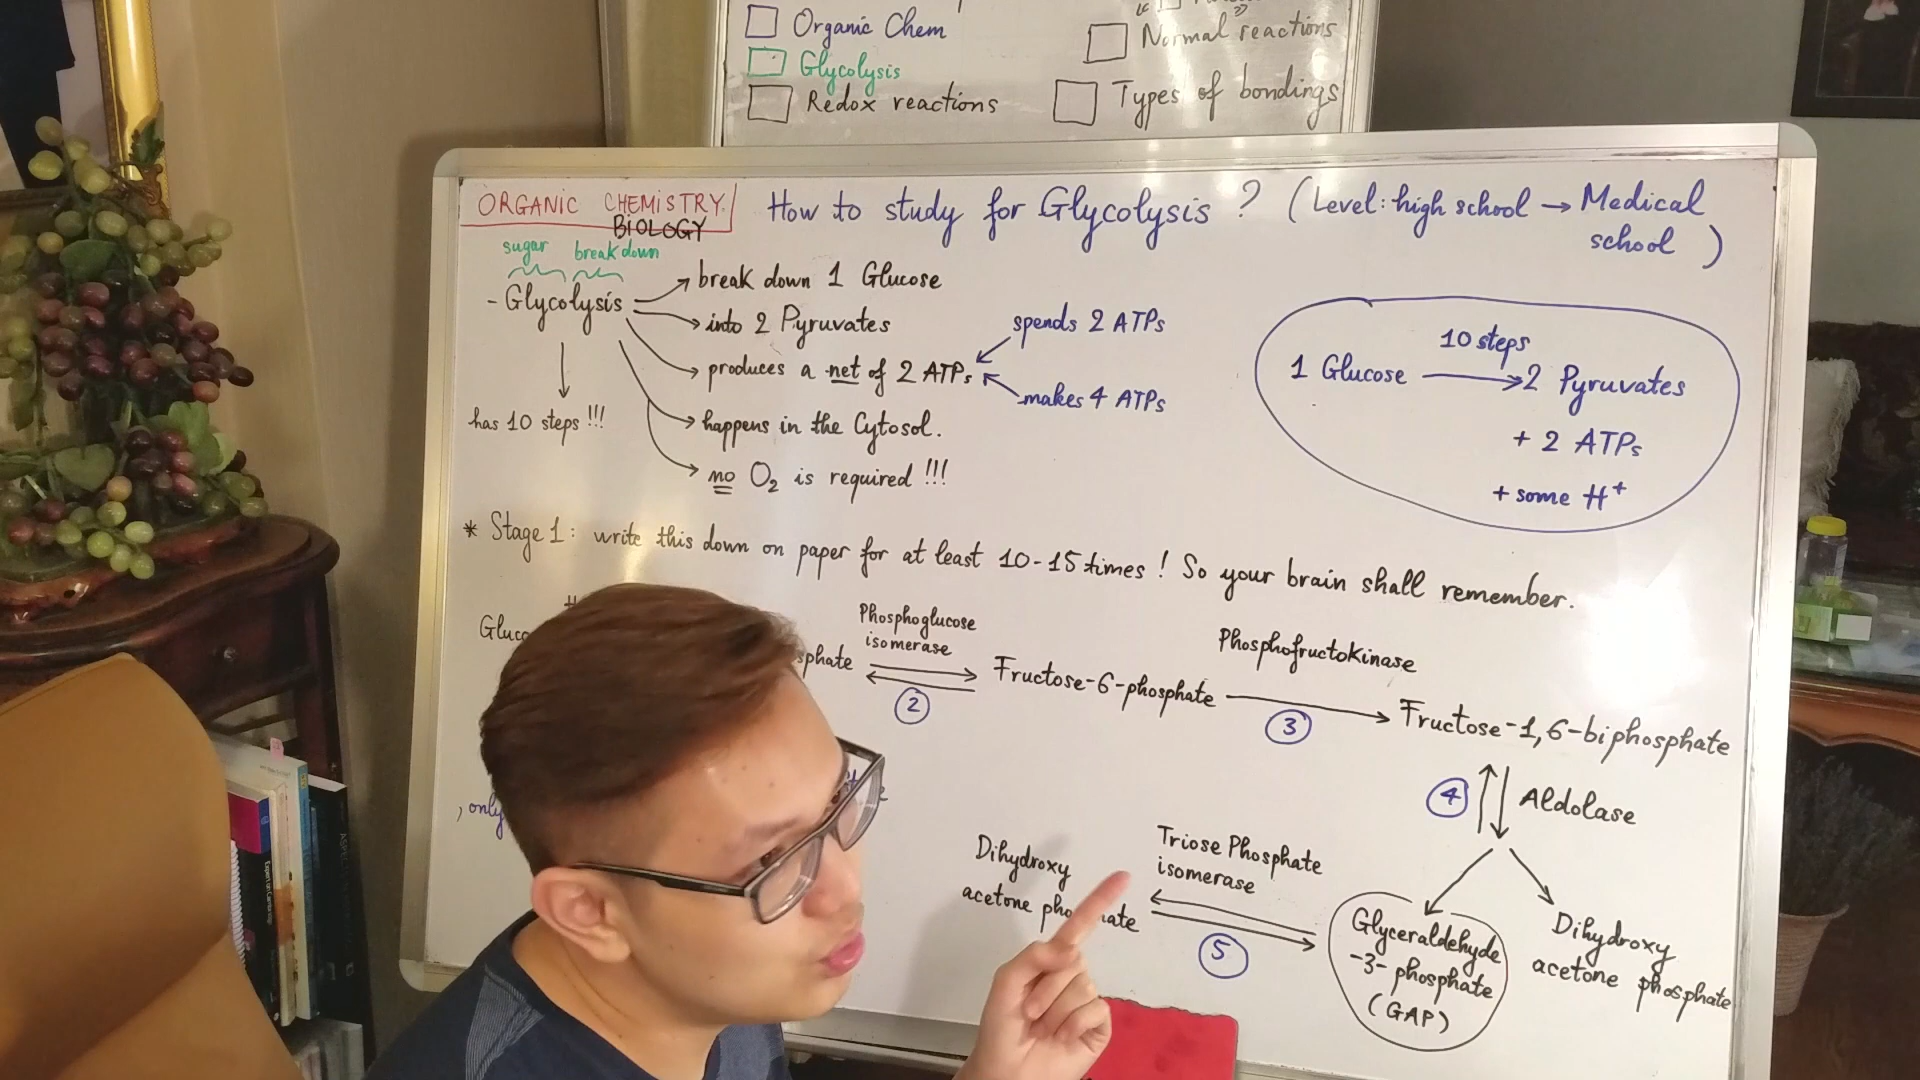 Organic Chem
Glycolysis
Redox reactions
Normal reactions
Types of bondings
ORGANIC CHEMISTRY
BIOLOGY
How to study for Glycolysis ? (Level: high school → Medical
school )
sugar break down
- Glycolysis
has 10 steps !!!
break down 1 Glucose
into 2 Pyruvates
produces a net of 2 ATPs
spends 2 ATPs
makes 4 ATPs
happens in the Cytosol.
no O₂ is required !!!
10 steps
1 Glucose → 2 Pyruvates
+ 2 ATPs
+ some H⁺
* Stage 1: write this down on paper for at least 10-15 times ! So your brain shall remember.
Phosphoglucose
isomerase
2
Fructose-6-phosphate
Phosphofructokinase
3
Fructose-1,6-biphosphate
4
Aldolase
, only
Dihydroxy
acetone
Triose Phosphate
isomerase
5
Glyceraldehyde
-3-phosphate
(GAP)
Dihydroxy
acetone phosphate